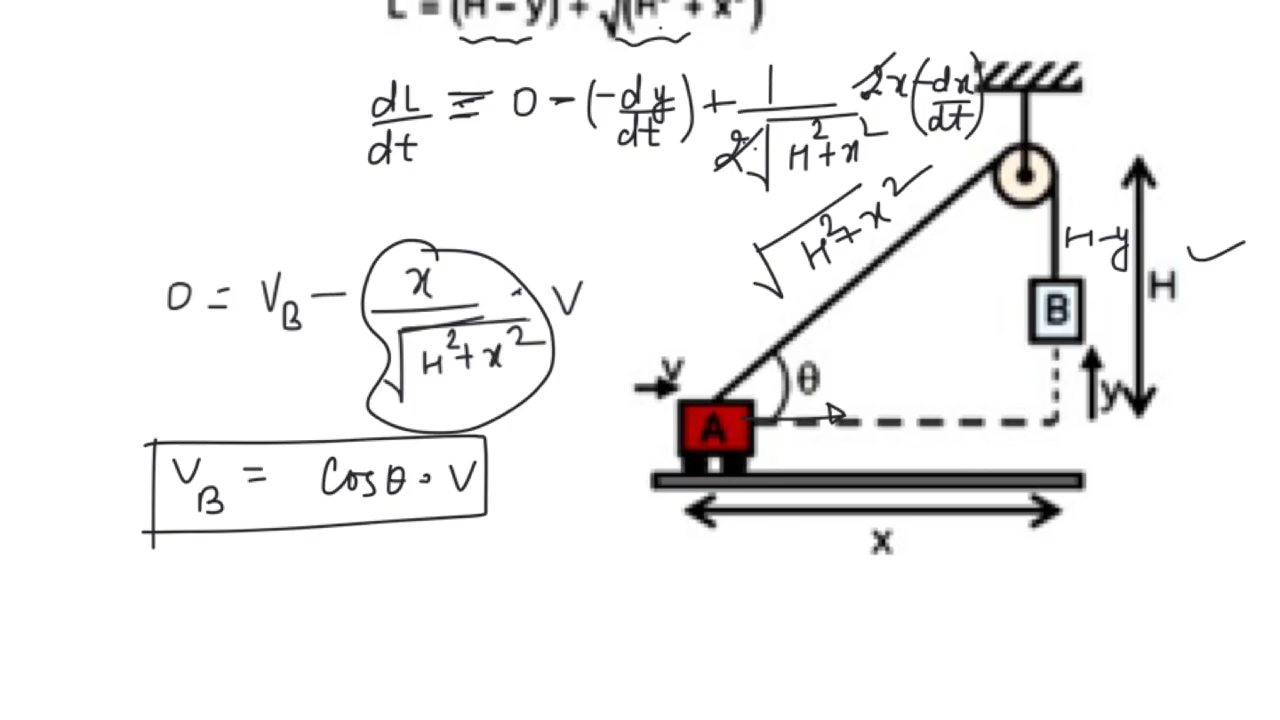 L = (H – y) + √(H² + x²)
dL/dt = 0 - (-dy/dt) + 1/(2√(H²+x²)) 2x(-dx/dt)
√(H²+x²)
H-y
H
0 = V_B - x/√(H²+x²) V
B
v
θ
y
A
V_B = Cosθ · V
x